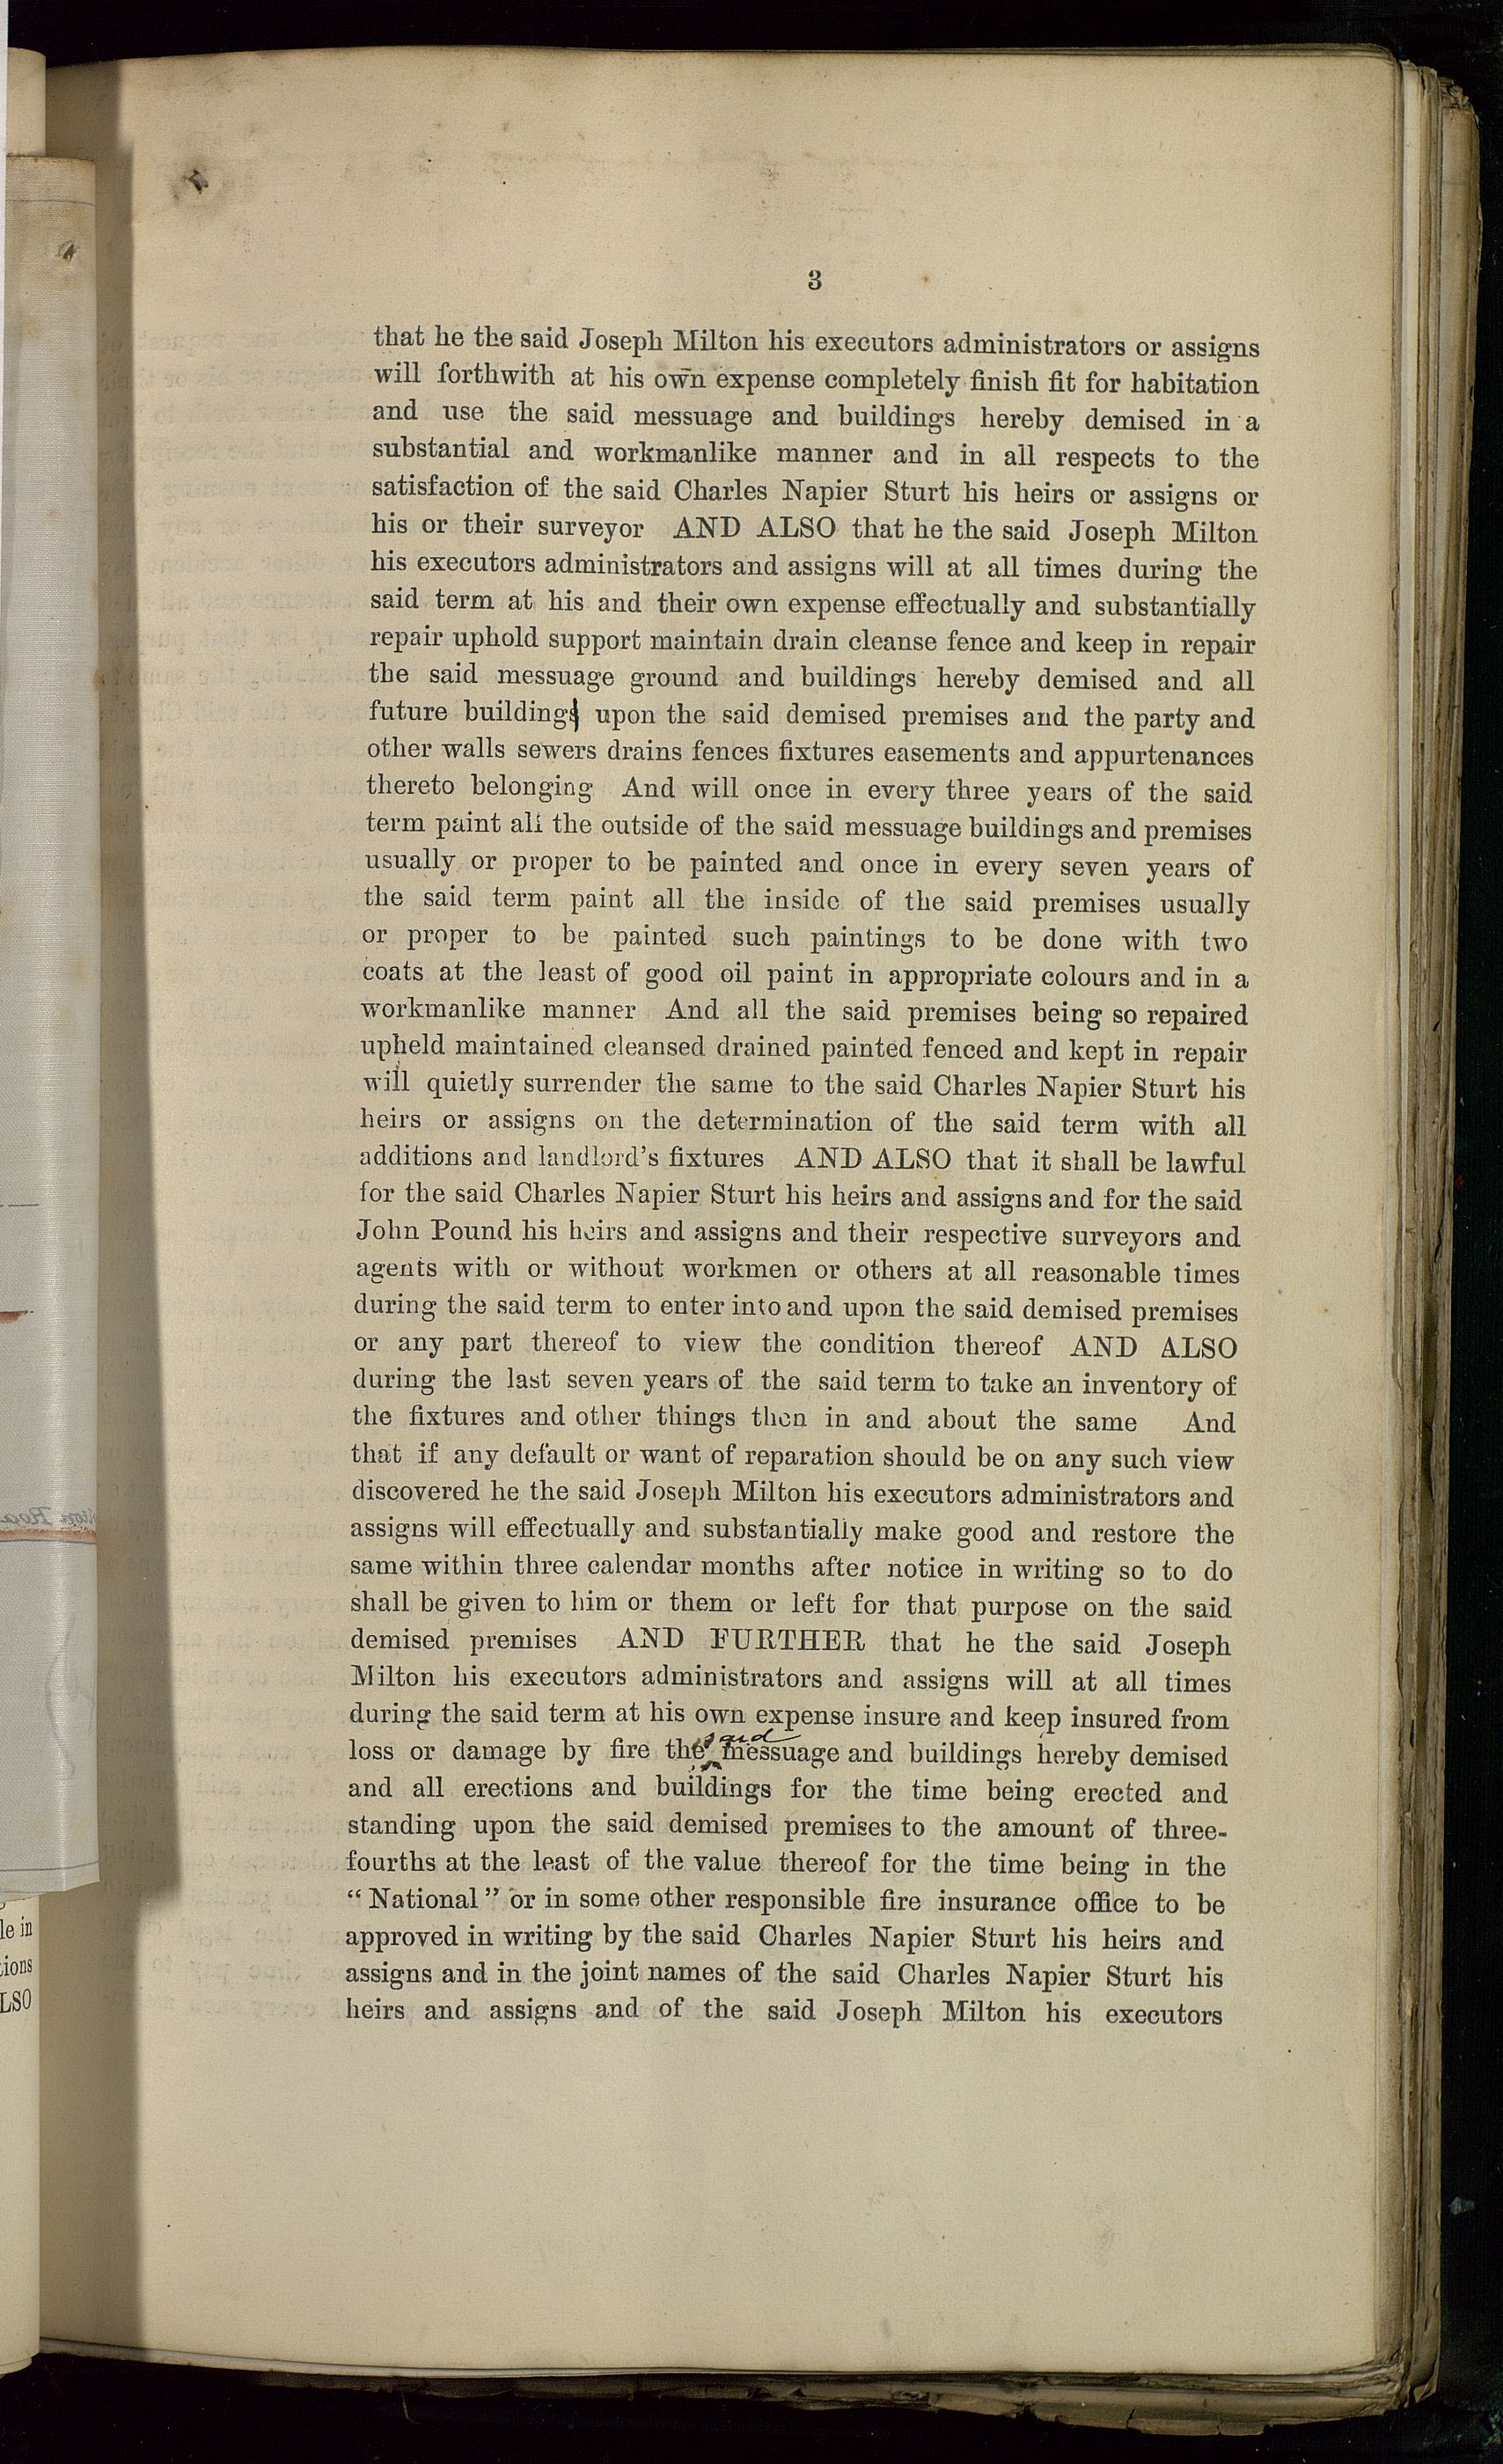 3
that he the said Joseph Milton his executors administrators or assigns
will forthwith at his own expense completely finish fit for habitation
and use the said messuage and buildings hereby demised in a
substantial and workmanlike manner and in all respects to the
satisfaction of the said Charles Napier Sturt his heirs or assigns or
his or their surveyor AND ALSO that he the said Joseph Milton
his executors administrators and assigns will at all times during the
said term at his and their own expense effectually and substantially
repair uphold support maintain drain cleanse fence and keep in repair
the said messuage ground and buildings hereby demised and all
future buildings upon the said demised premises and the party and
other walls sewers drains fences fixtures easements and appurtenances
thereto belonging And will once in every three years of the said
term paint all the outside of the said messuage buildings and premises
usually or proper to be painted and once in every seven years of
the said term paint all the inside of the said premises usually
or proper to be painted such paintings to be done with two
coats at the least of good oil paint in appropriate colours and in a
workmanlike manner And all the said premises being so repaired
upheld maintained cleansed drained painted fenced and kept in repair
will quietly surrender the same to the said Charles Napier Sturt his
heirs or assigns on the determination of the said term with all
additions and landlord's fixtures AND ALSO that it shall be lawful
for the said Charles Napier Sturt his heirs and assigns and for the said
John Pound his heirs and assigns and their respective surveyors and
agents with or without workmen or others at all reasonable times
during the said term to enter into and upon the said demised premises
or any part thereof to view the condition thereof AND ALSO
during the last seven years of the said term to take an inventory of
the fixtures and other things then in and about the same And
that if any default or want of reparation should be on any such view
discovered he the said Joseph Milton his executors administrators and
assigns will effectually and substantially make good and restore the
same within three calendar months after notice in writing so to do
shall be given to him or them or left for that purpose on the said
demised premises AND FURTHER that he the said Joseph
Milton his executors administrators and assigns will at all times
during the said term at his own expense insure and keep insured from
loss or damage by fire the said messuage and buildings hereby demised
and all erections and buildings for the time being erected and
standing upon the said demised premises to the amount of three-
fourths at the least of the value thereof for the time being in the
“National” or in some other responsible fire insurance office to be
approved in writing by the said Charles Napier Sturt his heirs and
assigns and in the joint names of the said Charles Napier Sturt his
heirs and assigns and of the said Joseph Milton his executors
le in
tions
LSO